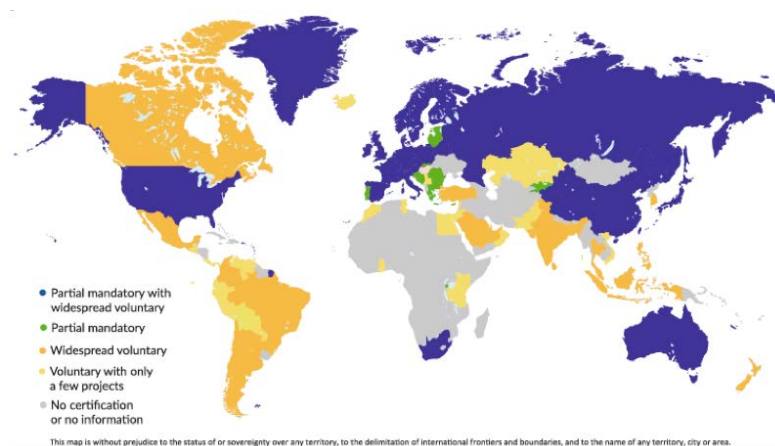 Partial mandatory with
widespread voluntary
Partial mandatory
Widespread voluntary
Voluntary with only
a few projects
No certification
or no information
This map is without prejudice to the status of or sovereignty over any territory, to the delimitation of international frontiers and boundaries, and to the name of any territory, city or area.